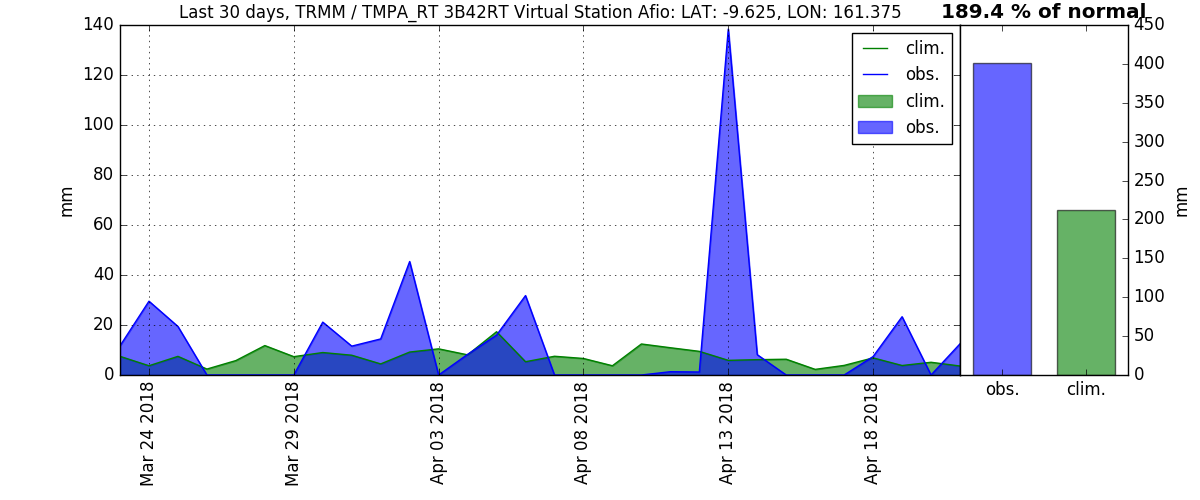 Last 30 days, TRMM / TMPA_RT 3B42RT Virtual Station Afio: LAT: -9.625, LON: 161.375
189.4 % of normal
140
120
100
80
60
40
20
0
mm
clim.
obs.
clim.
obs.
Mar 24 2018
Mar 29 2018
Apr 03 2018
Apr 08 2018
Apr 13 2018
Apr 18 2018
450
400
350
300
250
200
150
100
50
0
mm
obs.
clim.